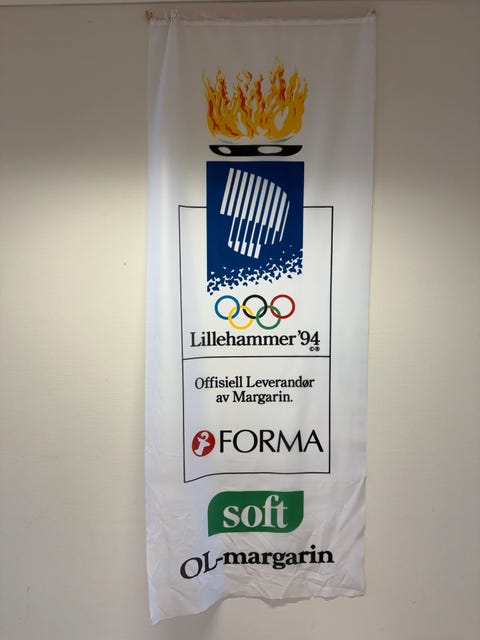 Lillehammer '94
©®
Offisiell Leverandør
av Margarin.
FORMA
soft
OL-margarin